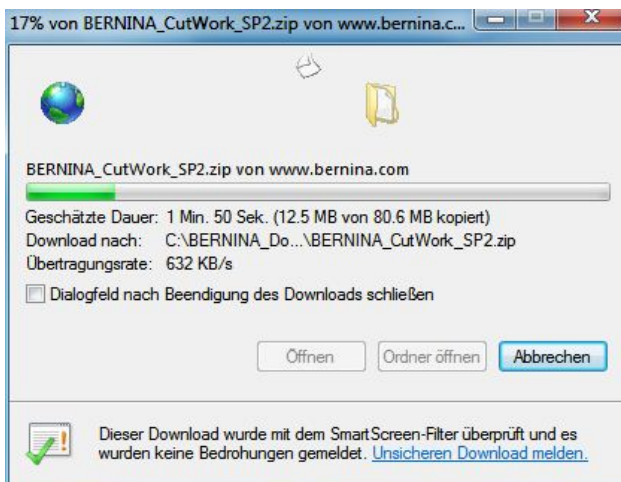 17% von BERNINA_CutWork_SP2.zip von www.bernina.c...
BERNINA_CutWork_SP2.zip von www.bernina.com
Geschätzte Dauer: 1 Min. 50 Sek. (12.5 MB von 80.6 MB kopiert)
Download nach: C:\BERNINA_Do...\BERNINA_CutWork_SP2.zip
Übertragungsrate: 632 KB/s
Dialogfeld nach Beendigung des Downloads schließen
Öffnen Ordner öffnen Abbrechen
Dieser Download wurde mit dem SmartScreen-Filter überprüft und es
wurden keine Bedrohungen gemeldet. Unsicheren Download melden.